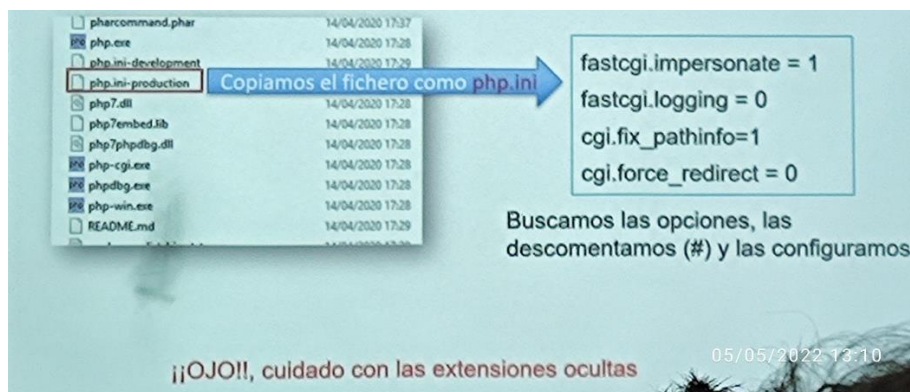 pharcommand.phar 14/04/2020 17:37
php.exe 14/04/2020 17:28
php.ini-development 14/04/2020 17:29
php.ini-production Copiamos el fichero como php.ini
php7.dll 14/04/2020 17:28
php7embed.lib 14/04/2020 17:28
php7phpdbg.dll 14/04/2020 17:28
php-cgi.exe 14/04/2020 17:28
phpdbg.exe 14/04/2020 17:28
php-win.exe 14/04/2020 17:28
README.md 14/04/2020 17:29
fastcgi.impersonate = 1
fastcgi.logging = 0
cgi.fix_pathinfo=1
cgi.force_redirect = 0
Buscamos las opciones, las
descomentamos (#) y las configuramos
¡¡OJO!!, cuidado con las extensiones ocultas
05/05/2022 13:10